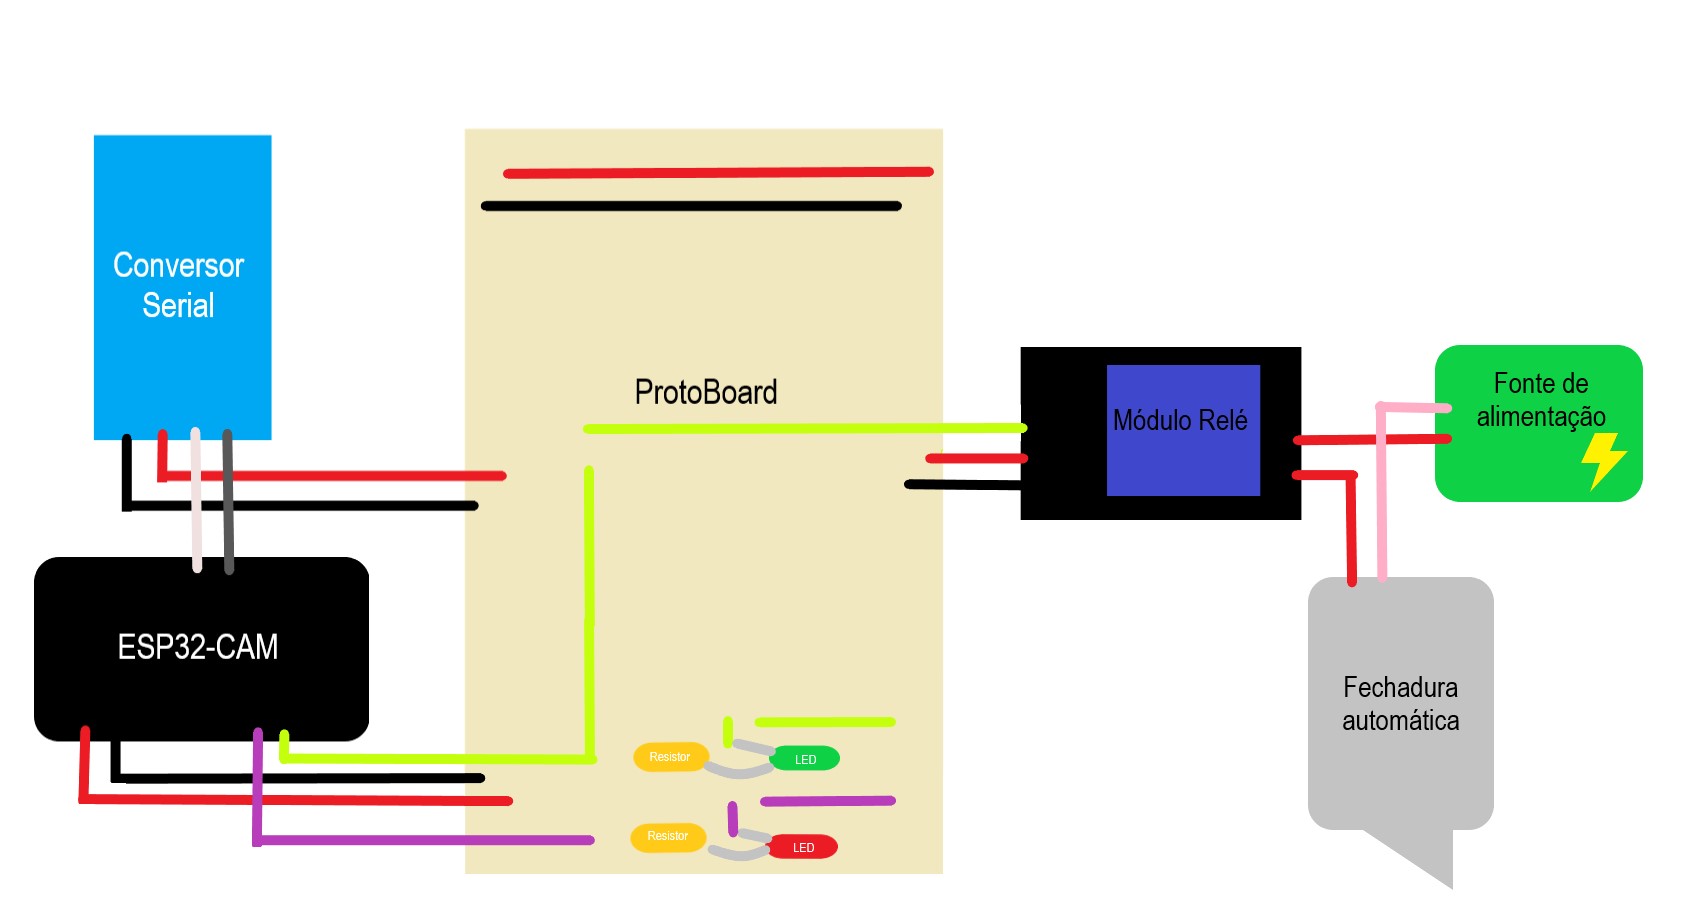 Conversor
Serial
ProtoBoard
Módulo Relé
Fonte de
alimentação
ESP32-CAM
Fechadura
automática
Resistor
LED
Resistor
LED